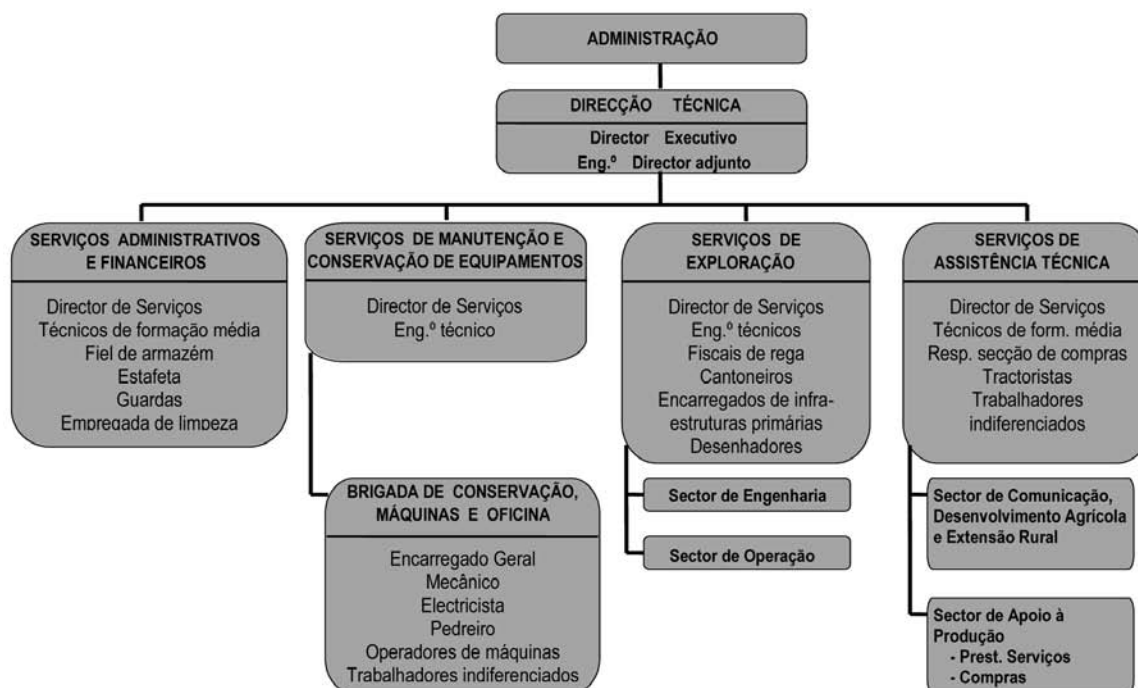 ADMINISTRAÇÃO
DIRECÇÃO TÉCNICA
Director Executivo
Eng.º Director adjunto
SERVIÇOS ADMINISTRATIVOS
E FINANCEIROS
Director de Serviços
Técnicos de formação média
Fiel de armazém
Estafeta
Guardas
Empregada de limpeza
SERVIÇOS DE MANUTENÇÃO E
CONSERVAÇÃO DE EQUIPAMENTOS
Director de Serviços
Eng.º técnico
BRIGADA DE CONSERVAÇÃO,
MÁQUINAS E OFICINA
Encarregado Geral
Mecânico
Electricista
Pedreiro
Operadores de máquinas
Trabalhadores indiferenciados
SERVIÇOS DE
EXPLORAÇÃO
Director de Serviços
Eng.º técnicos
Fiscais de rega
Cantoneiros
Encarregados de infra-
estruturas primárias
Desenhadores
Sector de Engenharia
Sector de Operação
SERVIÇOS DE
ASSISTÊNCIA TÉCNICA
Director de Serviços
Técnicos de form. média
Resp. secção de compras
Tractoristas
Trabalhadores
indiferenciados
Sector de Comunicação,
Desenvolvimento Agrícola
e Extensão Rural
Sector de Apoio à
Produção
- Prest. Serviços
- Compras